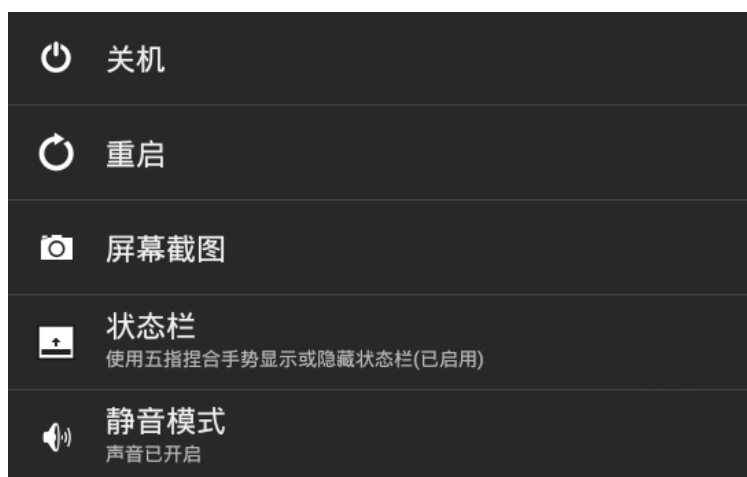 关机
重启
屏幕截图
状态栏
使用五指捏合手势显示或隐藏状态栏(已启用)
静音模式
声音已开启